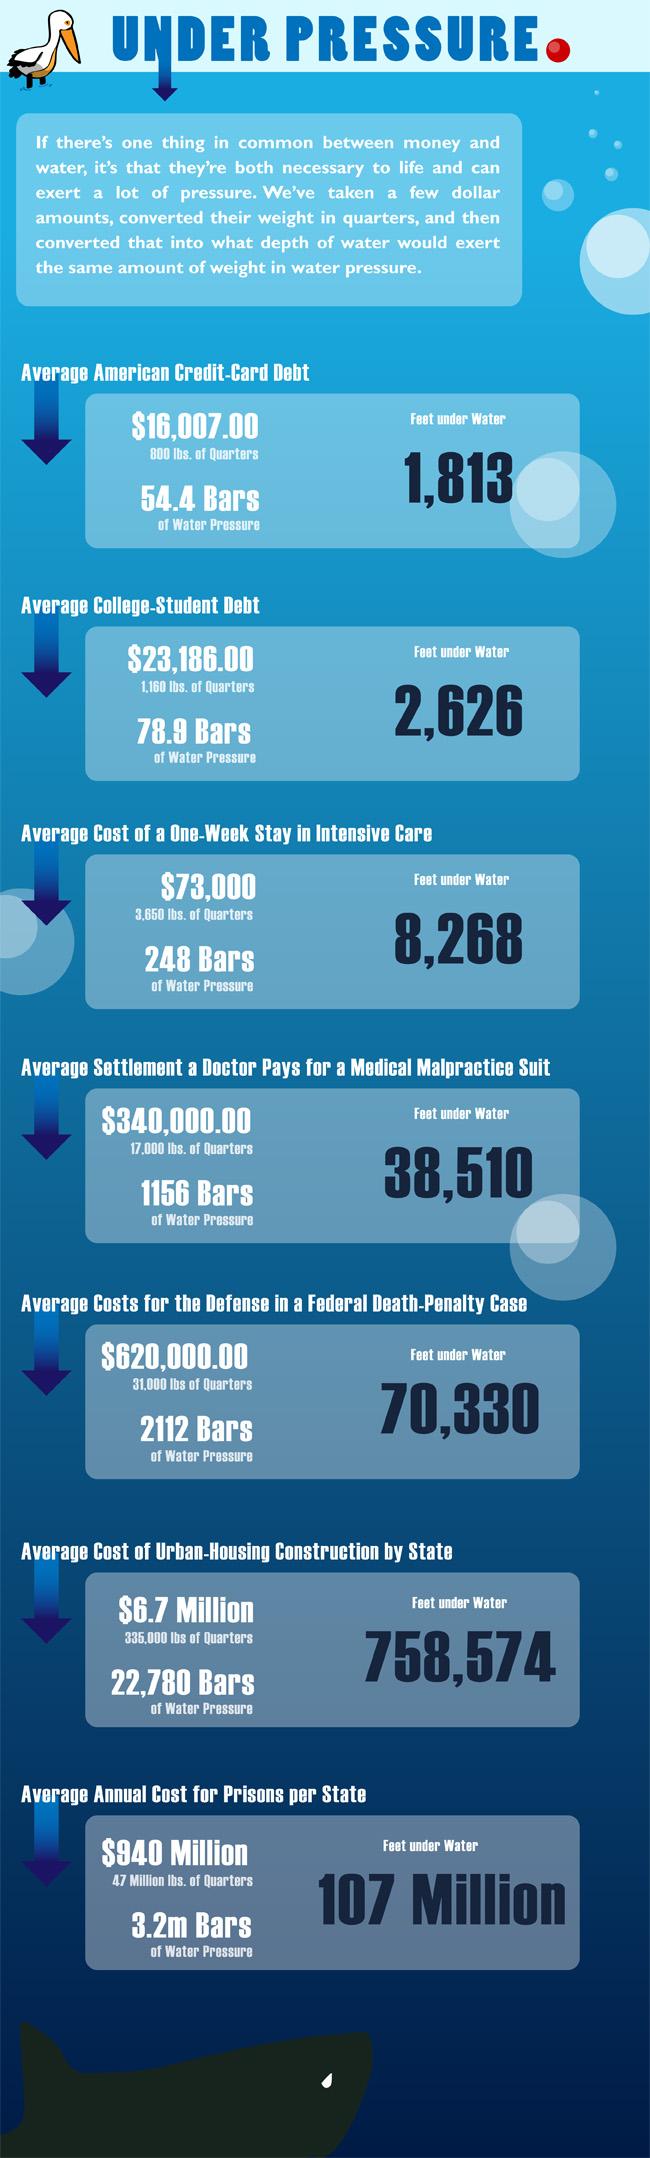 UNDER PRESSURE.
If there's one thing in common between money and
water, it's that they're both necessary to life and can
exert a lot of pressure. We've taken a few dollar
amounts, converted their weight in quarters, and then
converted that into what depth of water would exert
the same amount of weight in water pressure.
Average American Credit-Card Debt
$16,007.00
800 lbs. of Quarters
54.4 Bars
of Water Pressure
Feet under Water
1,813
Average College-Student Debt
$23,186.00
1,160 lbs. of Quarters
78.9 Bars
of Water Pressure
Feet under Water
2,626
Average Cost of a One-Week Stay in Intensive Care
$73,000
3,650 lbs. of Quarters
248 Bars
of Water Pressure
Feet under Water
8,268
Average Settlement a Doctor Pays for a Medical Malpractice Suit
$340,000.00
17,000 lbs. of Quarters
1156 Bars
of Water Pressure
Feet under Water
38,510
Average Costs for the Defense in a Federal Death-Penalty Case
$620,000.00
31,000 lbs of Quarters
2112 Bars
of Water Pressure
Feet under Water
70,330
Average Cost of Urban-Housing Construction by State
$6.7 Million
335,000 lbs of Quarters
22,780 Bars
of Water Pressure
Feet under Water
758,574
Average Annual Cost for Prisons per State
$940 Million
47 Million lbs. of Quarters
3.2m Bars
of Water Pressure
Feet under Water
107 Million